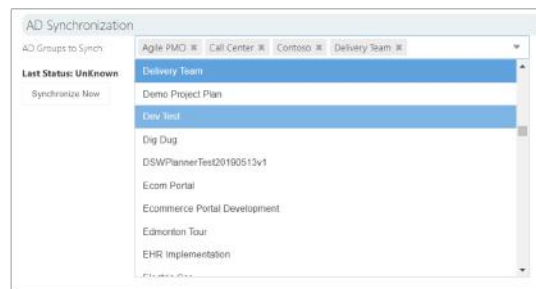 AD Synchronization
AD Groups to Synch:
Agile PMO × Call Center × Contoso × Delivery Team ×
Last Status: UnKnown
Synchronize Now
Delivery Team
Demo Project Plan
Dev Test
Dig Dug
DSWPlannerTest20190513v1
Ecom Portal
Ecommerce Portal Development
Edmonton Tour
EHR Implementation